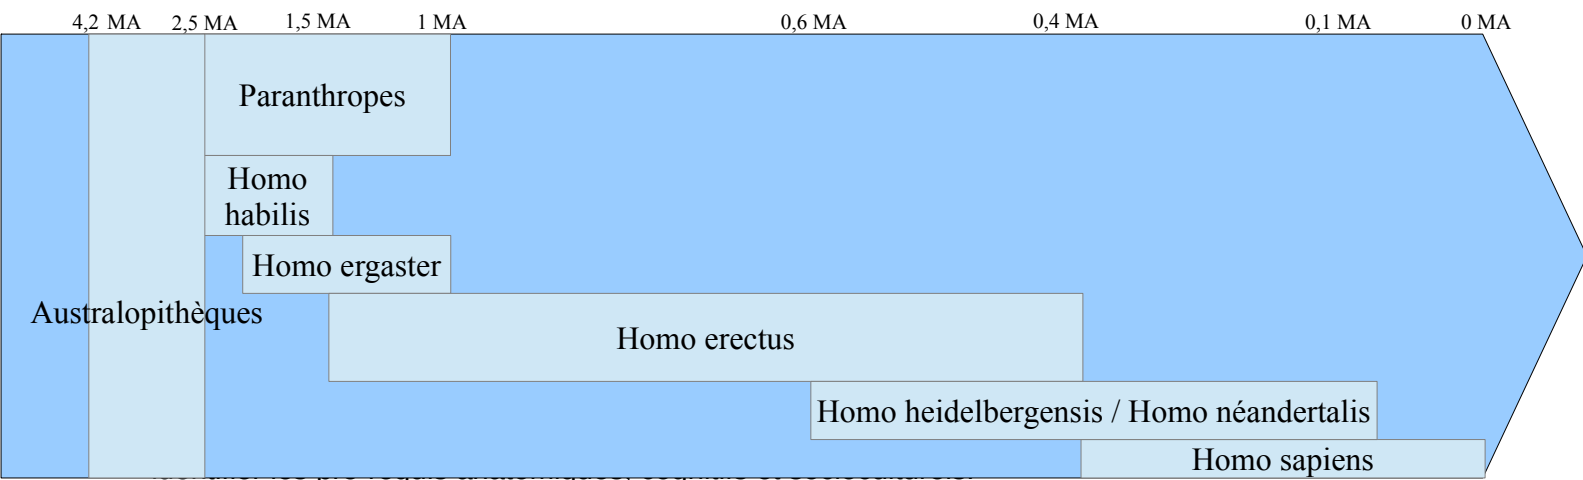 4,2 MA 2,5 MA 1,5 MA 1 MA 0,6 MA 0,4 MA 0,1 MA 0 MA
Paranthropes
Homo
habilis
Homo ergaster
Australopithèques
Homo erectus
Homo heidelbergensis / Homo néandertalis
Homo sapiens